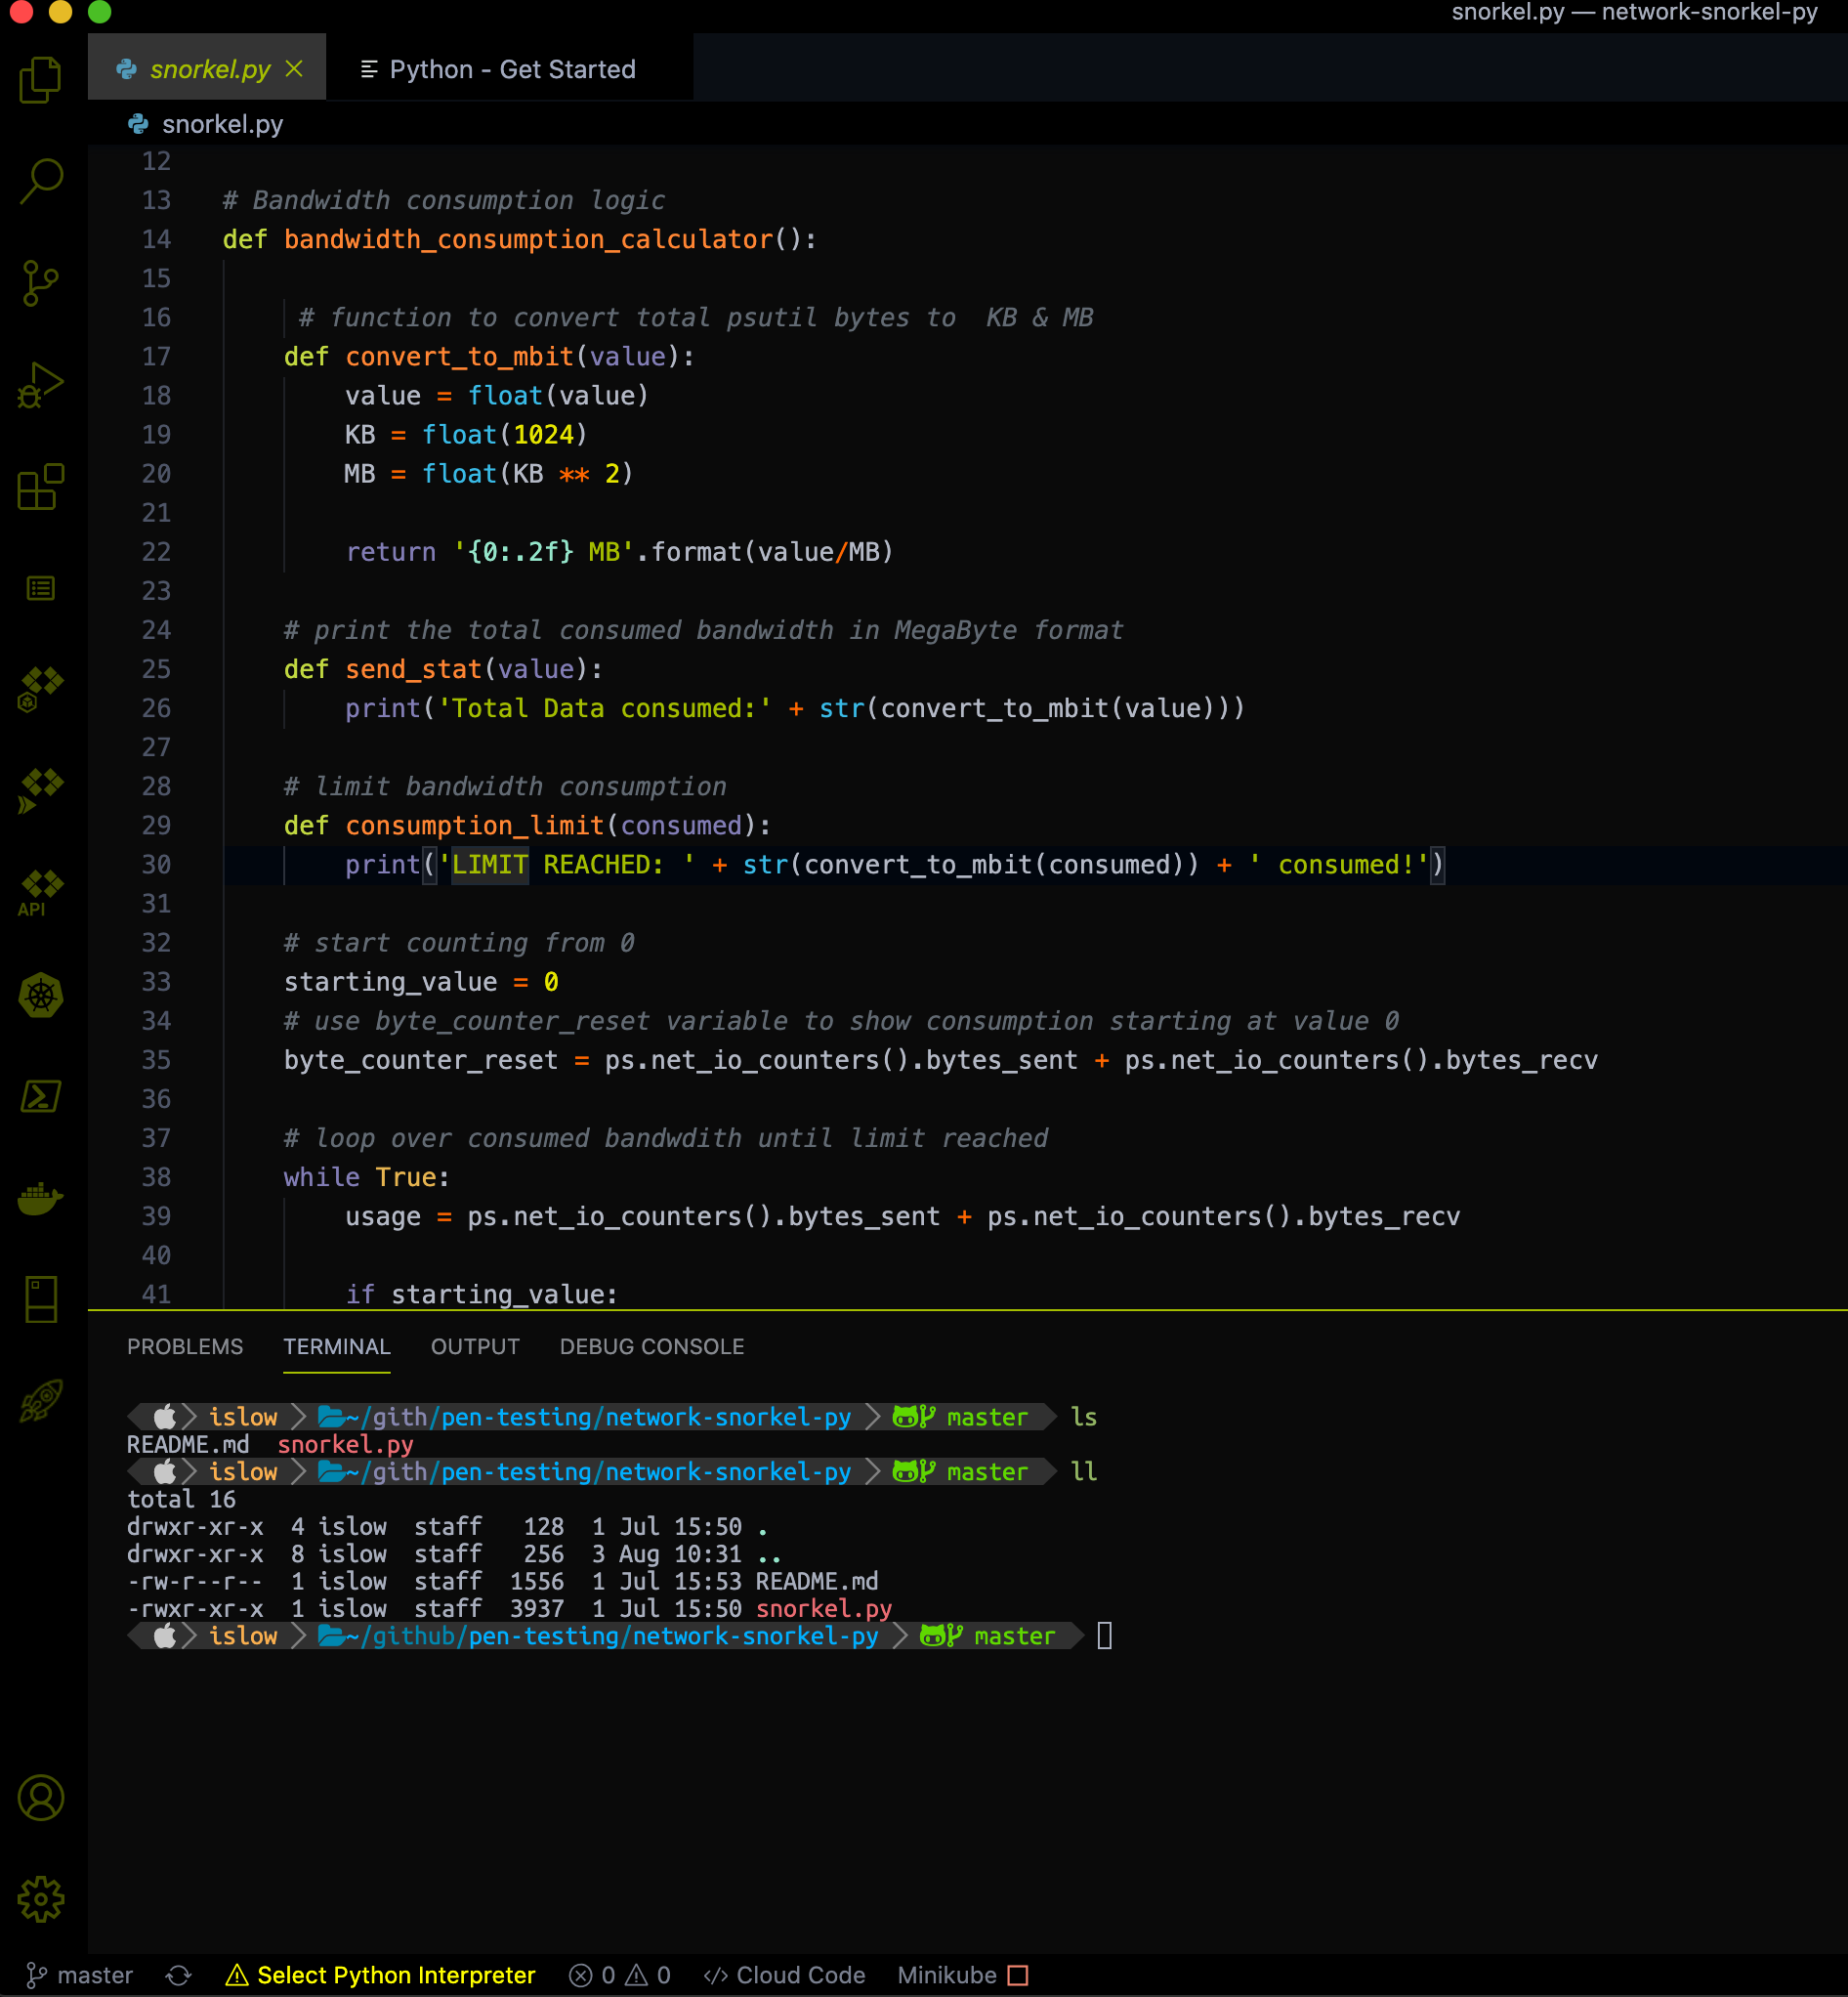 snorkel.py — network-snorkel-py
snorkel.py
Python - Get Started
snorkel.py
12
13 # Bandwidth consumption logic
14 def bandwidth_consumption_calculator():
15
16 # function to convert total psutil bytes to  KB & MB
17 def convert_to_mbit(value):
18 value = float(value)
19 KB = float(1024)
20 MB = float(KB ** 2)
21
22 return '{0:.2f} MB'.format(value/MB)
23
24 # print the total consumed bandwidth in MegaByte format
25 def send_stat(value):
26 print('Total Data consumed:' + str(convert_to_mbit(value)))
27
28 # limit bandwidth consumption
29 def consumption_limit(consumed):
30 print('LIMIT REACHED: ' + str(convert_to_mbit(consumed)) + ' consumed!')
31
32 # start counting from 0
33 starting_value = 0
34 # use byte_counter_reset variable to show consumption starting at value 0
35 byte_counter_reset = ps.net_io_counters().bytes_sent + ps.net_io_counters().bytes_recv
36
37 # loop over consumed bandwdith until limit reached
38 while True:
39 usage = ps.net_io_counters().bytes_sent + ps.net_io_counters().bytes_recv
40
41 if starting_value:
API
PROBLEMS TERMINAL OUTPUT DEBUG CONSOLE
islow ~/gith/pen-testing/network-snorkel-py master ls
README.md snorkel.py
islow ~/gith/pen-testing/network-snorkel-py master ll
total 16
drwxr-xr-x 4 islow staff 128 1 Jul 15:50 .
drwxr-xr-x 8 islow staff 256 3 Aug 10:31 ..
-rw-r--r-- 1 islow staff 1556 1 Jul 15:53 README.md
-rwxr-xr-x 1 islow staff 3937 1 Jul 15:50 snorkel.py
islow ~/github/pen-testing/network-snorkel-py master
master Select Python Interpreter 0 0 Cloud Code Minikube